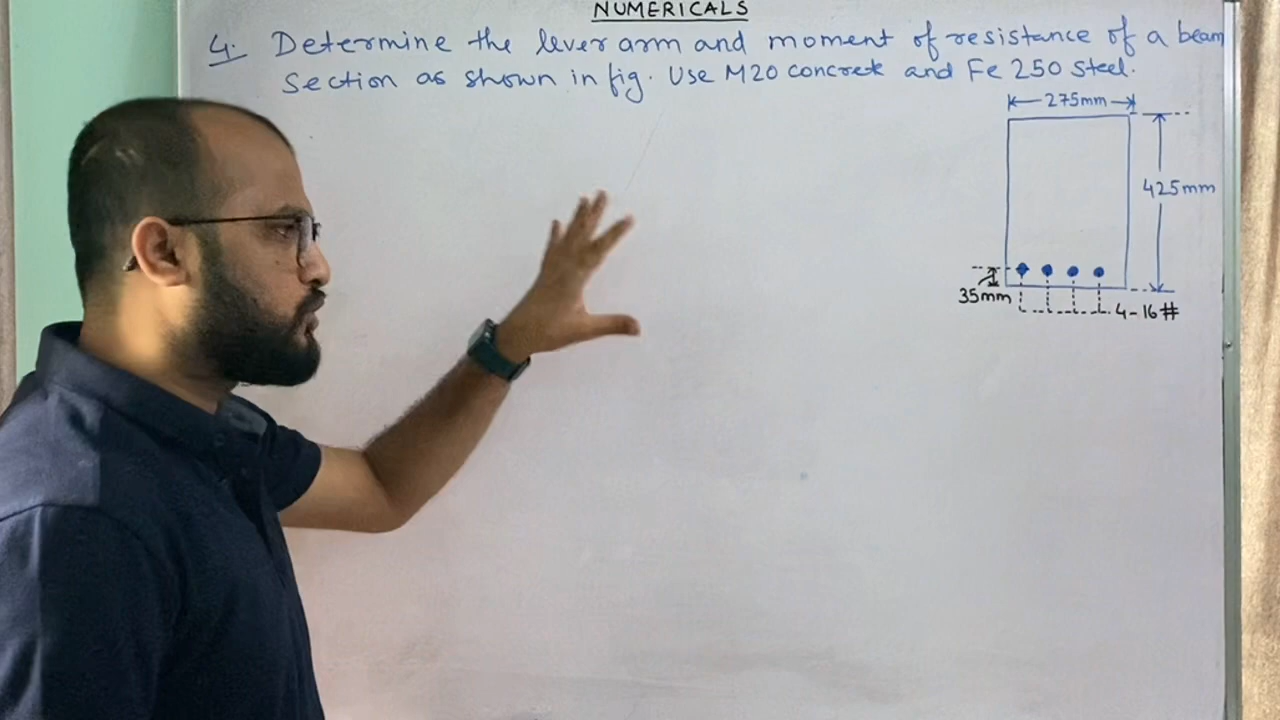 NUMERICALS
4. Determine the lever arm and moment of resistance of a beam
section as shown in fig. Use M20 concrete and Fe 250 steel.
275mm
425mm
35mm
4-16#